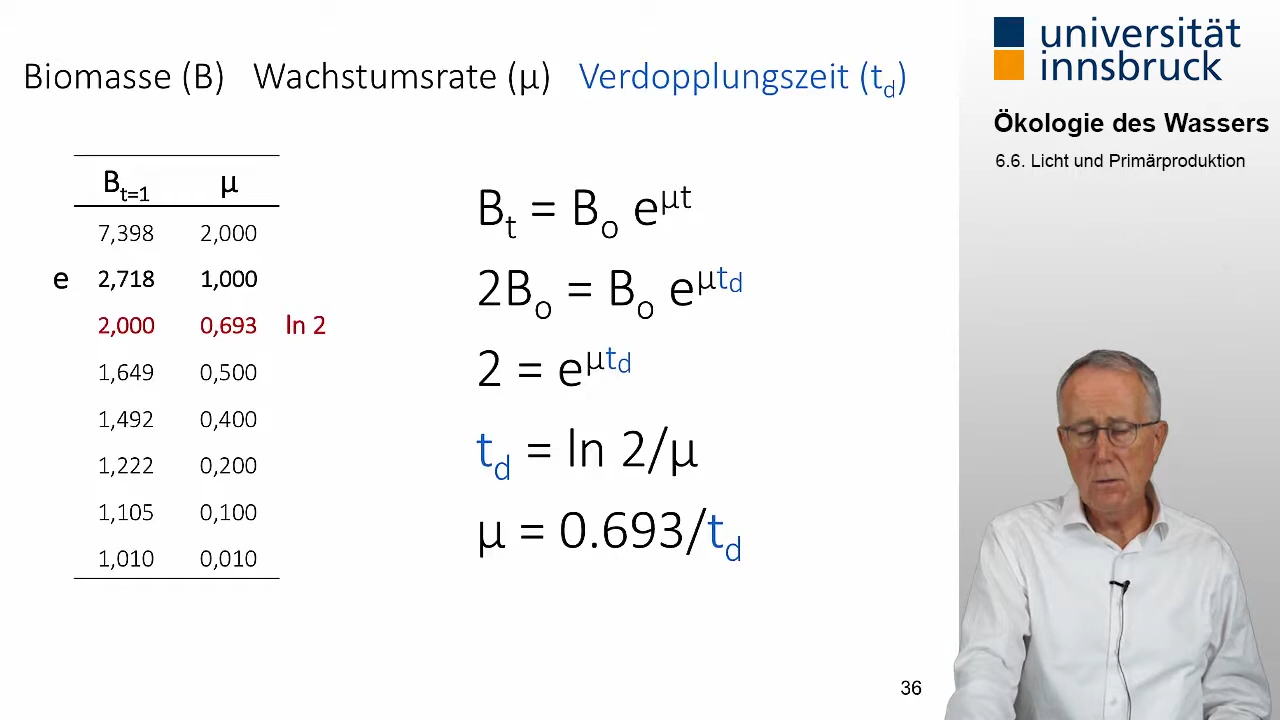 Biomasse (B) Wachstumsrate (µ) Verdopplungszeit (td)
Bt=1 µ
7,398 2,000
e 2,718 1,000
2,000 0,693 ln 2
1,649 0,500
1,492 0,400
1,222 0,200
1,105 0,100
1,010 0,010
Bt = Bo eµt
2Bo = Bo eµtd
2 = eµtd
td = ln 2/µ
µ = 0.693/td
36
universität
innsbruck
Ökologie des Wassers
6.6. Licht und Primärproduktion